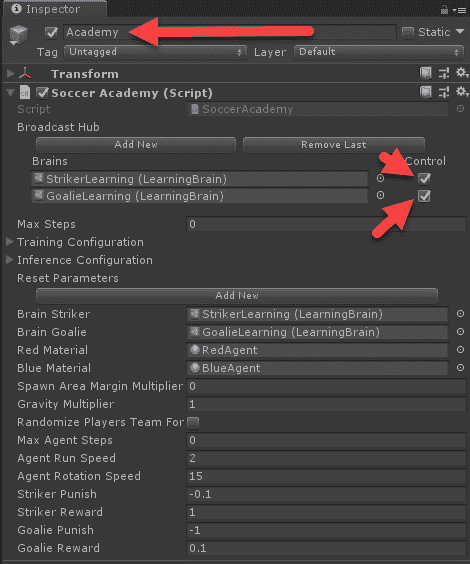 Inspector
Academy Static
Tag Untagged Layer Default
Transform
Soccer Academy (Script)
Script SoccerAcademy
Broadcast Hub
Add New Remove Last
Brains Control
StrikerLearning (LearningBrain)
GoalieLearning (LearningBrain)
Max Steps 0
Training Configuration
Inference Configuration
Reset Parameters
Add New
Brain Striker StrikerLearning (LearningBrain)
Brain Goalie GoalieLearning (LearningBrain)
Red Material RedAgent
Blue Material BlueAgent
Spawn Area Margin Multiplier 0
Gravity Multiplier 1
Randomize Players Team For
Max Agent Steps 0
Agent Run Speed 2
Agent Rotation Speed 15
Striker Punish -0.1
Striker Reward 1
Goalie Punish -1
Goalie Reward 0.1